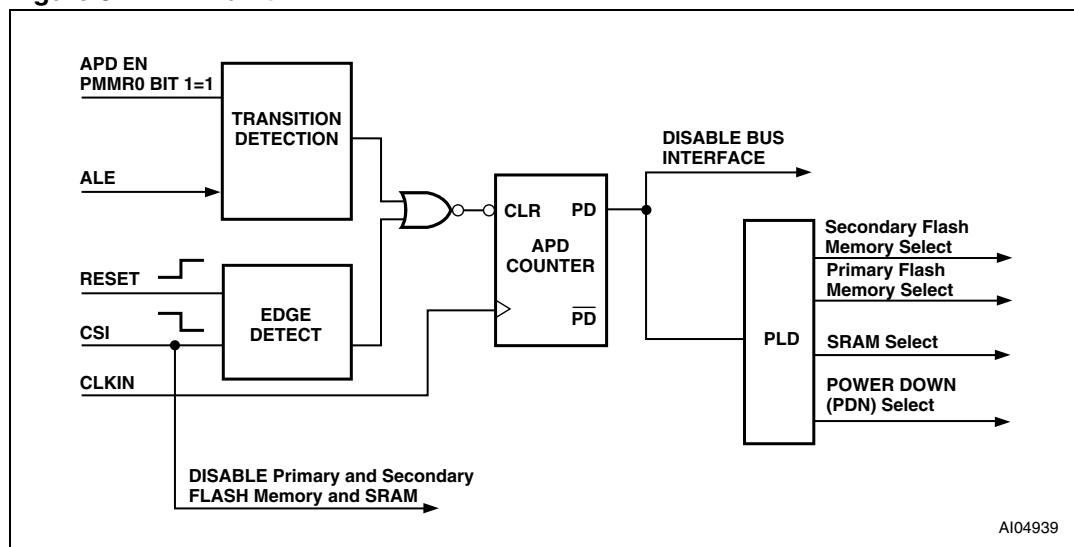 APD EN
PMMR0 BIT 1=1
TRANSITION
DETECTION
ALE
RESET
CSI
CLKIN
EDGE
DETECT
CLR
PD
APD
COUNTER
PD
DISABLE BUS
INTERFACE
PLD
Secondary Flash
Memory Select
Primary Flash
Memory Select
SRAM Select
POWER DOWN
(PDN) Select
DISABLE Primary and Secondary
FLASH Memory and SRAM
AI04939